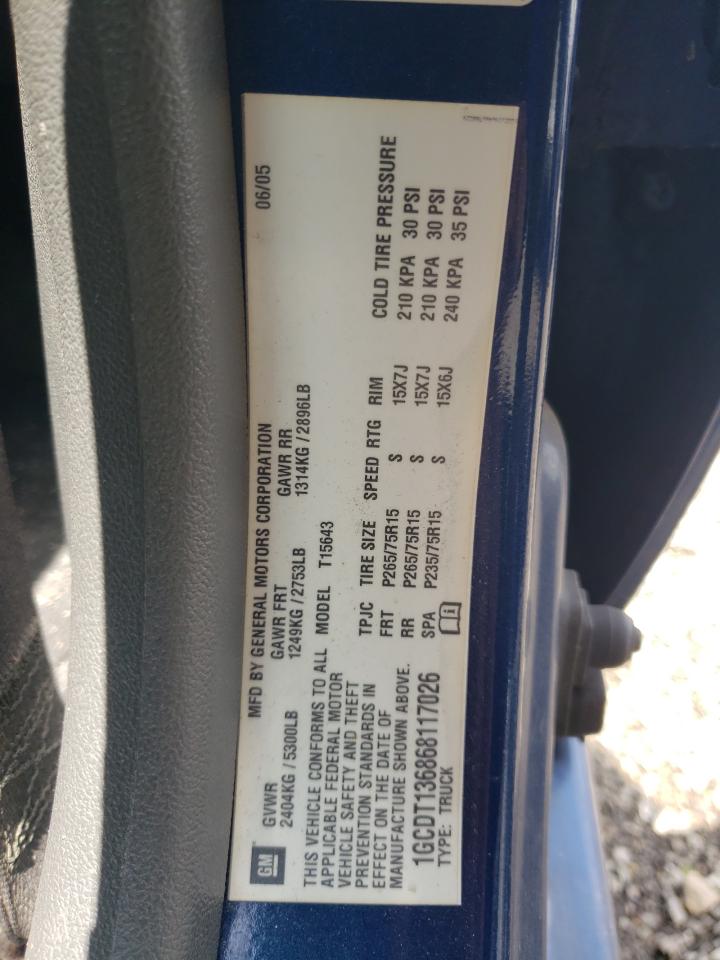 GM
MFD BY GENERAL MOTORS CORPORATION 06/05
GVWR GAWR FRT GAWR RR
2404KG / 5300LB 1249KG / 2753LB 1314KG / 2896LB
THIS VEHICLE CONFORMS TO ALL
APPLICABLE FEDERAL MOTOR
VEHICLE SAFETY AND THEFT
PREVENTION STANDARDS IN
EFFECT ON THE DATE OF
MANUFACTURE SHOWN ABOVE.
1GCDT136868117026
TYPE: TRUCK
MODEL T15643
TPJC TIRE SIZE SPEED RTG RIM COLD TIRE PRESSURE
FRT P265/75R15 S 15X7J 210 KPA 30 PSI
RR P265/75R15 S 15X7J 210 KPA 30 PSI
SPA P235/75R15 S 15X6J 240 KPA 35 PSI